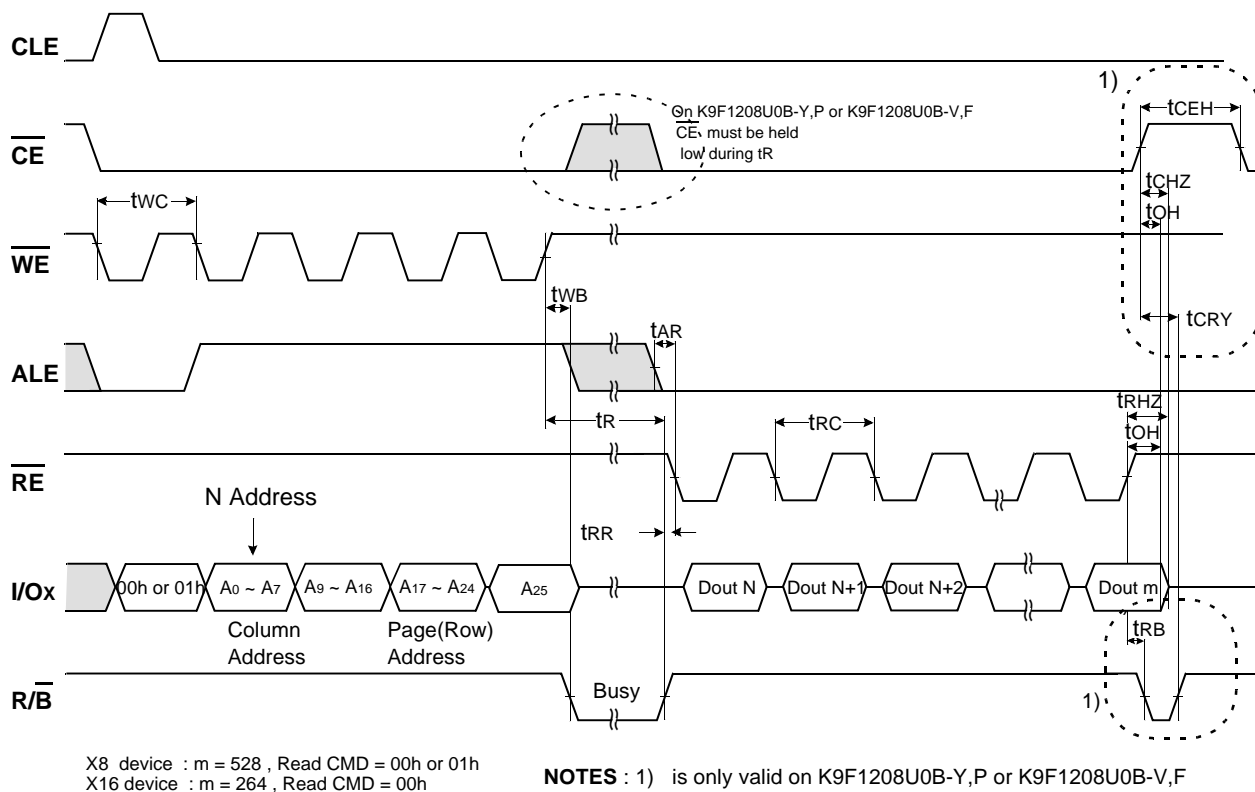 CLE
1)
tCEH
On K9F1208U0B-Y,P or K9F1208U0B-V,F
CE must be held
low during tR
CE
tCHZ
tOH
tWC
WE
tWB
tCRY
tAR
ALE
tRHZ
tR
tRC
tOH
RE
N Address
tRR
I/Ox
00h or 01h
A0 ~ A7
A9 ~ A16
A17 ~ A24
A25
Dout N
Dout N+1
Dout N+2
Dout m
Column
Address
Page(Row)
Address
tRB
R/B
Busy
1)
X8 device : m = 528 , Read CMD = 00h or 01h
X16 device : m = 264 , Read CMD = 00h
NOTES : 1) is only valid on K9F1208U0B-Y,P or K9F1208U0B-V,F